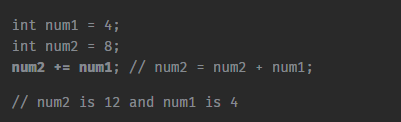 int num1 = 4;
int num2 = 8;
num2 += num1; // num2 = num2 + num1;
// num2 is 12 and num1 is 4